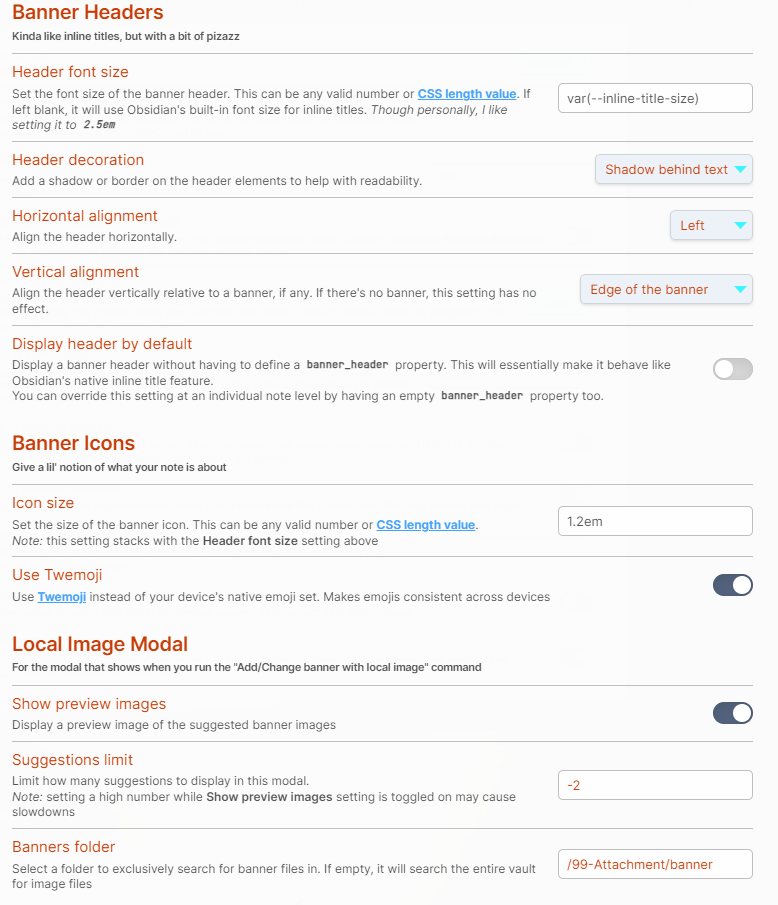 Banner Headers
Kinda like inline titles, but with a bit of pizazz
Header font size
Set the font size of the banner header. This can be any valid number or CSS length value. If
left blank, it will use Obsidian's built-in font size for inline titles. Though personally, I like
setting it to 2.5em
var(--inline-title-size)
Header decoration
Add a shadow or border on the header elements to help with readability.
Shadow behind text
Horizontal alignment
Align the header horizontally.
Left
Vertical alignment
Align the header vertically relative to a banner, if any. If there's no banner, this setting has no
effect.
Edge of the banner
Display header by default
Display a banner header without having to define a banner_header property. This will essentially make it behave like
Obsidian's native inline title feature.
You can override this setting at an individual note level by having an empty banner_header property too.
Banner Icons
Give a lil' notion of what your note is about
Icon size
Set the size of the banner icon. This can be any valid number or CSS length value.
Note: this setting stacks with the Header font size setting above
1.2em
Use Twemoji
Use Twemoji instead of your device's native emoji set. Makes emojis consistent across devices
Local Image Modal
For the modal that shows when you run the "Add/Change banner with local image" command
Show preview images
Display a preview image of the suggested banner images
Suggestions limit
Limit how many suggestions to display in this modal.
Note: setting a high number while Show preview images setting is toggled on may cause
slowdowns
-2
Banners folder
Select a folder to exclusively search for banner files in. If empty, it will search the entire vault
for image files
/99-Attachment/banner